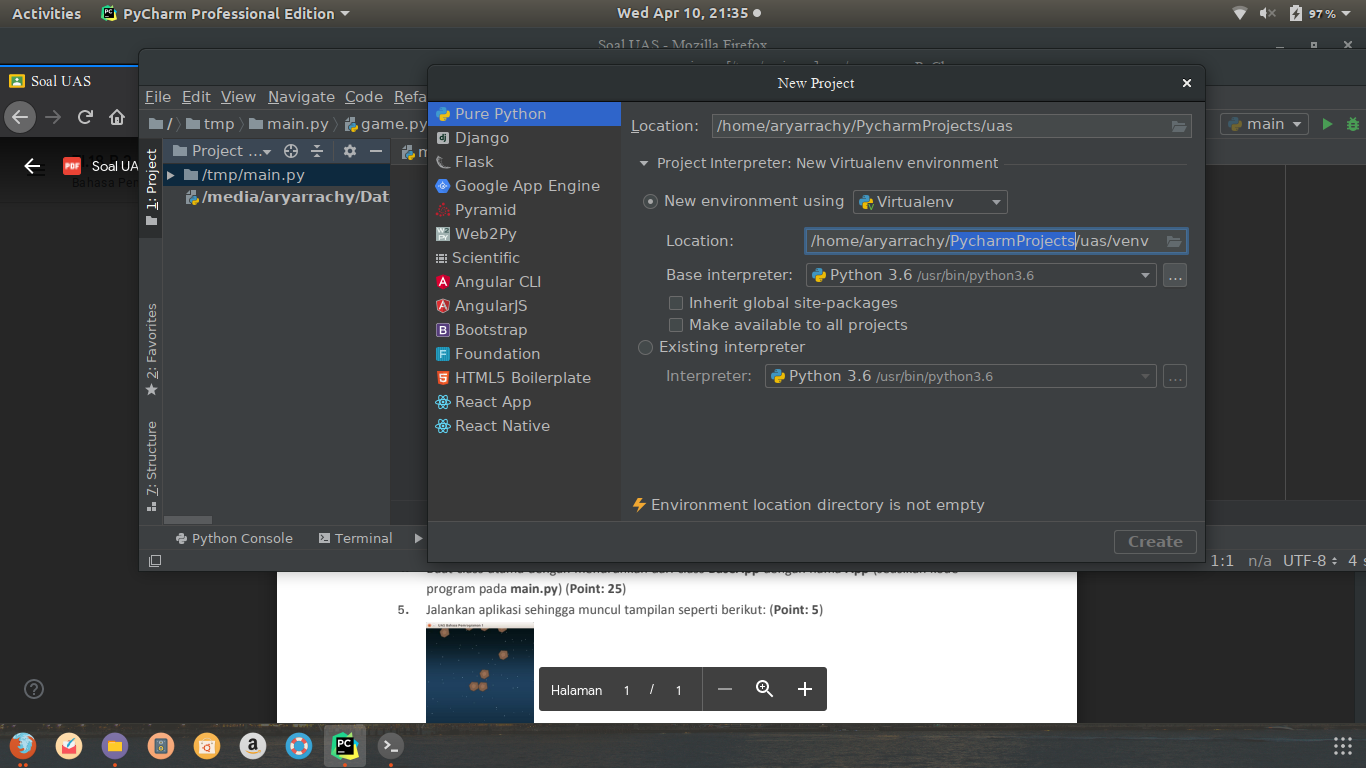 Activities PyCharm Professional Edition Wed Apr 10, 21:35 97%
Soal UAS - Mozilla Firefox
Soal UAS
New Project
File Edit View Navigate Code Refa
/ tmp main.py game.py
main
Project ...
1: Project
/tmp/main.py
/media/aryarrachy/Dat
Soal UA
2: Favorites
7: Structure
Pure Python
Django
Flask
Google App Engine
Pyramid
Web2Py
Scientific
Angular CLI
AngularJS
Bootstrap
Foundation
HTML5 Boilerplate
React App
React Native
Location: /home/aryarrachy/PycharmProjects/uas
Project Interpreter: New Virtualenv environment
New environment using Virtualenv
Location: /home/aryarrachy/PycharmProjects/uas/venv
Base interpreter: Python 3.6 /usr/bin/python3.6 ...
Inherit global site-packages
Make available to all projects
Existing interpreter
Interpreter: Python 3.6 /usr/bin/python3.6 ...
Environment location directory is not empty
Create
Python Console Terminal
1:1 n/a UTF-8 4 s
program pada main.py) (Point: 25)
5. Jalankan aplikasi sehingga muncul tampilan seperti berikut: (Point: 5)
Halaman 1 / 1